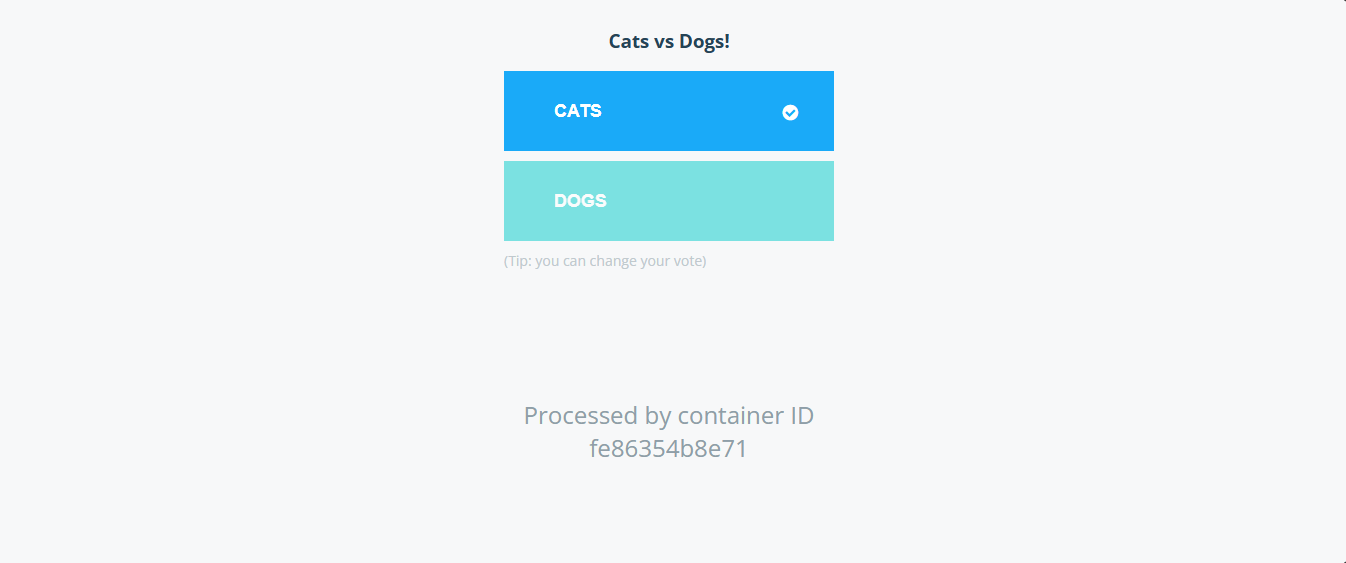 Cats vs Dogs!
CATS
DOGS
(Tip: you can change your vote)
Processed by container ID
fe86354b8e71